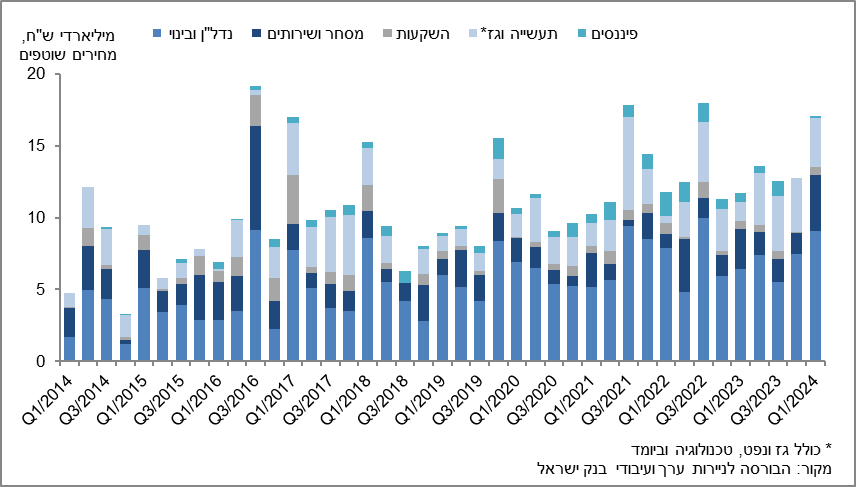 מיליארדי ש"ח,
מחירים שוטפים
נדל"ן ובינוי
מסחר ושירותים
השקעות
תעשייה וגז*
פיננסים
20
15
10
5
0
Q1/2014
Q3/2014
Q1/2015
Q3/2015
Q1/2016
Q3/2016
Q1/2017
Q3/2017
Q1/2018
Q3/2018
Q1/2019
Q3/2019
Q1/2020
Q3/2020
Q1/2021
Q3/2021
Q1/2022
Q3/2022
Q1/2023
Q3/2023
Q1/2024
* כולל גז ונפט, טכנולוגיה וביומד
מקור: הבורסה לניירות ערך ועיבודי בנק ישראל